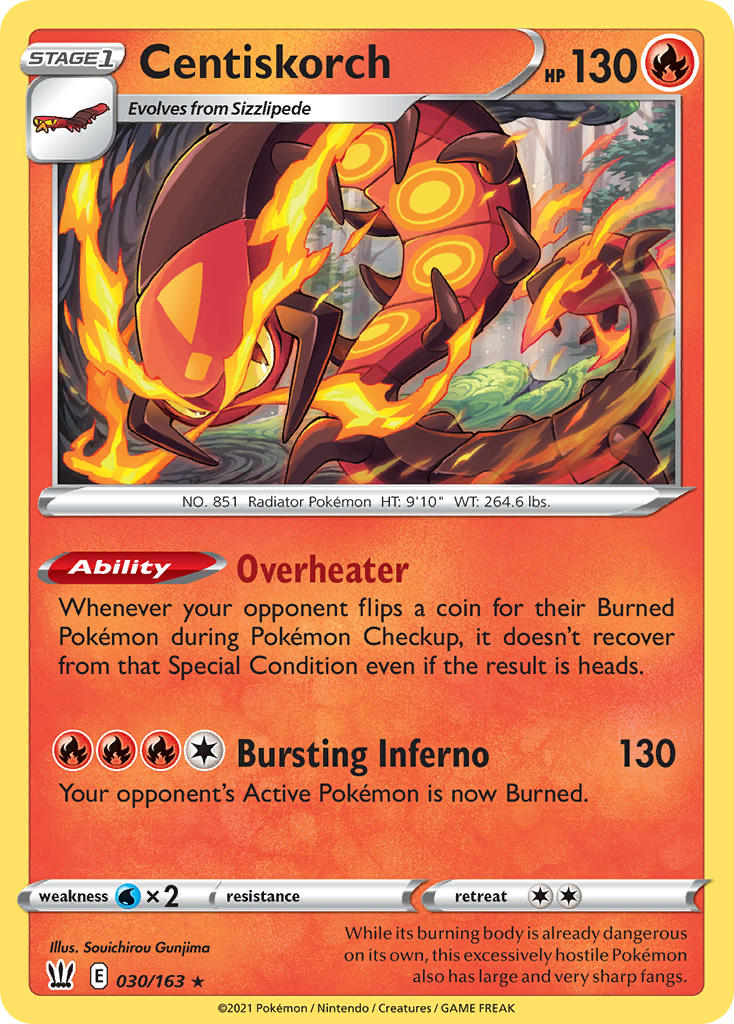 STAGE 1
Centiskorch
HP 130
Evolves from Sizzlipede
NO. 851 Radiator Pokémon HT: 9'10" WT: 264.6 lbs.
Ability Overheater
Whenever your opponent flips a coin for their Burned
Pokémon during Pokémon Checkup, it doesn't recover
from that Special Condition even if the result is heads.
Bursting Inferno 130
Your opponent's Active Pokémon is now Burned.
weakness ×2 resistance retreat
Illus. Souichirou Gunjima
While its burning body is already dangerous
on its own, this excessively hostile Pokémon
also has large and very sharp fangs.
E 030/163 ★
©2021 Pokémon / Nintendo / Creatures / GAME FREAK